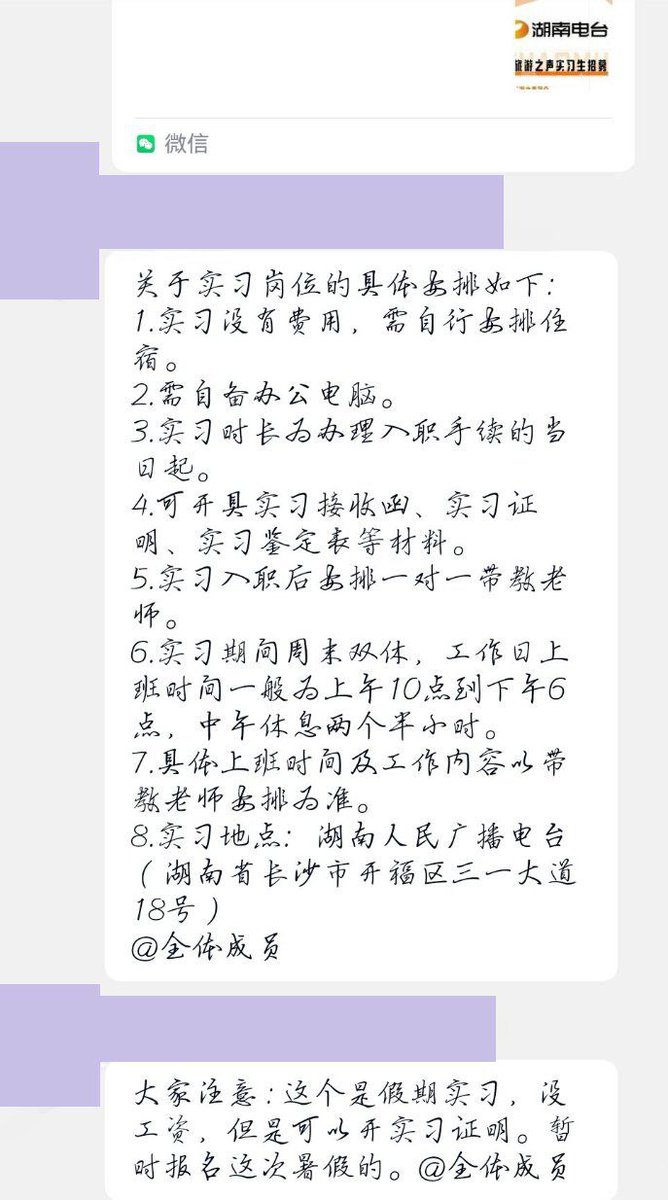 湖南电台
旅游之声实习生招募
微信
关于实习岗位的具体安排如下：
1.实习没有费用，需自行安排住
宿。
2.需自备办公电脑。
3.实习时长为办理入职手续的当
日起。
4.可开具实习接收函、实习证
明、实习鉴定表等材料。
5.实习入职后安排一对一带教老
师。
6.实习期间周末双休，工作日上
班时间一般为上午10点到下午6
点，中午休息两个半小时。
7.具体上班时间及工作内容以带
教老师安排为准。
8.实习地点：湖南人民广播电台
（湖南省长沙市开福区三一大道
18号）
@全体成员
大家注意:这个是假期实习，没
工资，但是可以开实习证明。暂
时报名这次暑假的。@全体成员